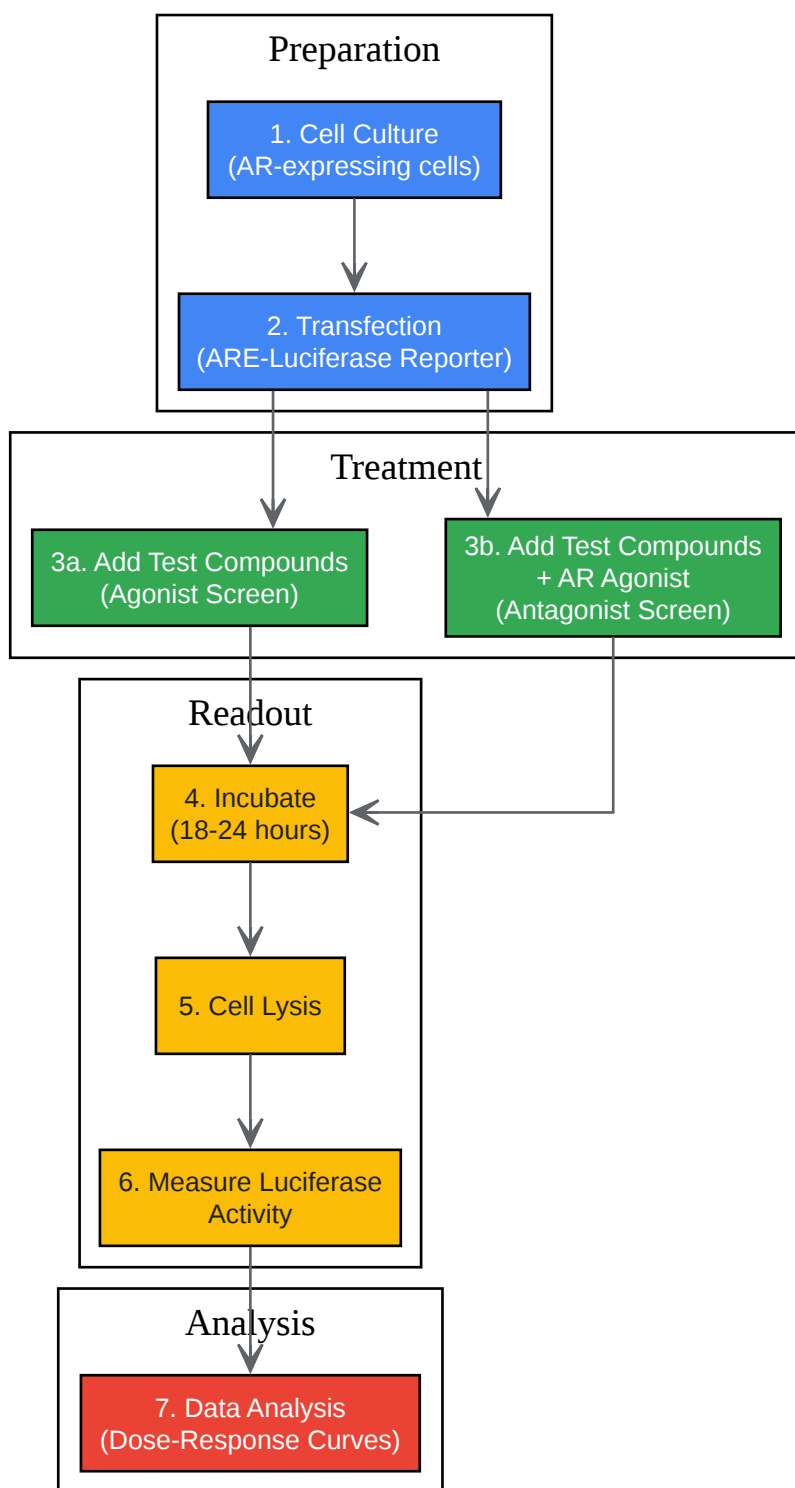 Preparation
1. Cell Culture
(AR-expressing cells)
2. Transfection
(ARE-Luciferase Reporter)
Treatment
3a. Add Test Compounds
(Agonist Screen)
3b. Add Test Compounds
+ AR Agonist
(Antagonist Screen)
Readout
4. Incubate
(18-24 hours)
5. Cell Lysis
6. Measure Luciferase
Activity
Analysis
7. Data Analysis
(Dose-Response Curves)